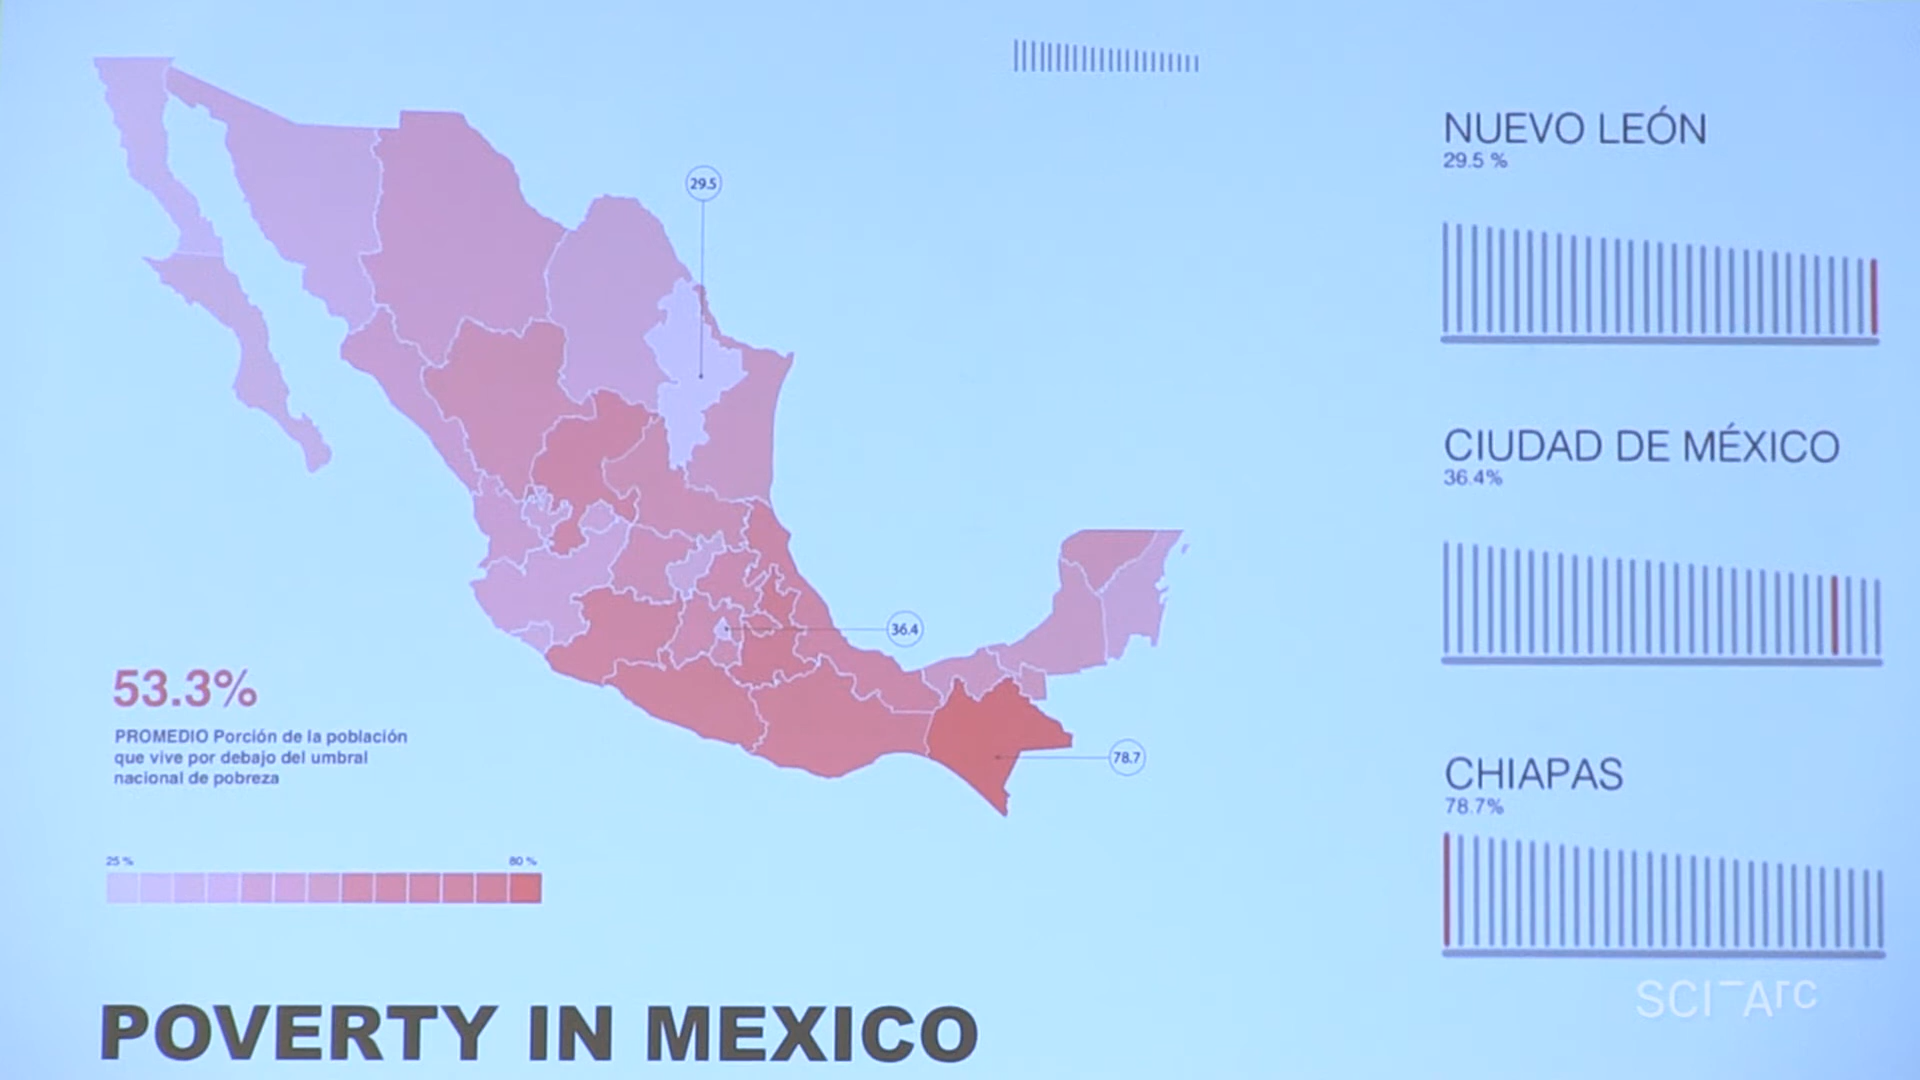 29.5
36.4
78.7
53.3%
PROMEDIO Porción de la población
que vive por debajo del umbral
nacional de pobreza
25 %
80 %
POVERTY IN MEXICO
NUEVO LEÓN
29.5 %
CIUDAD DE MÉXICO
36.4%
CHIAPAS
78.7%
SCI-Arc